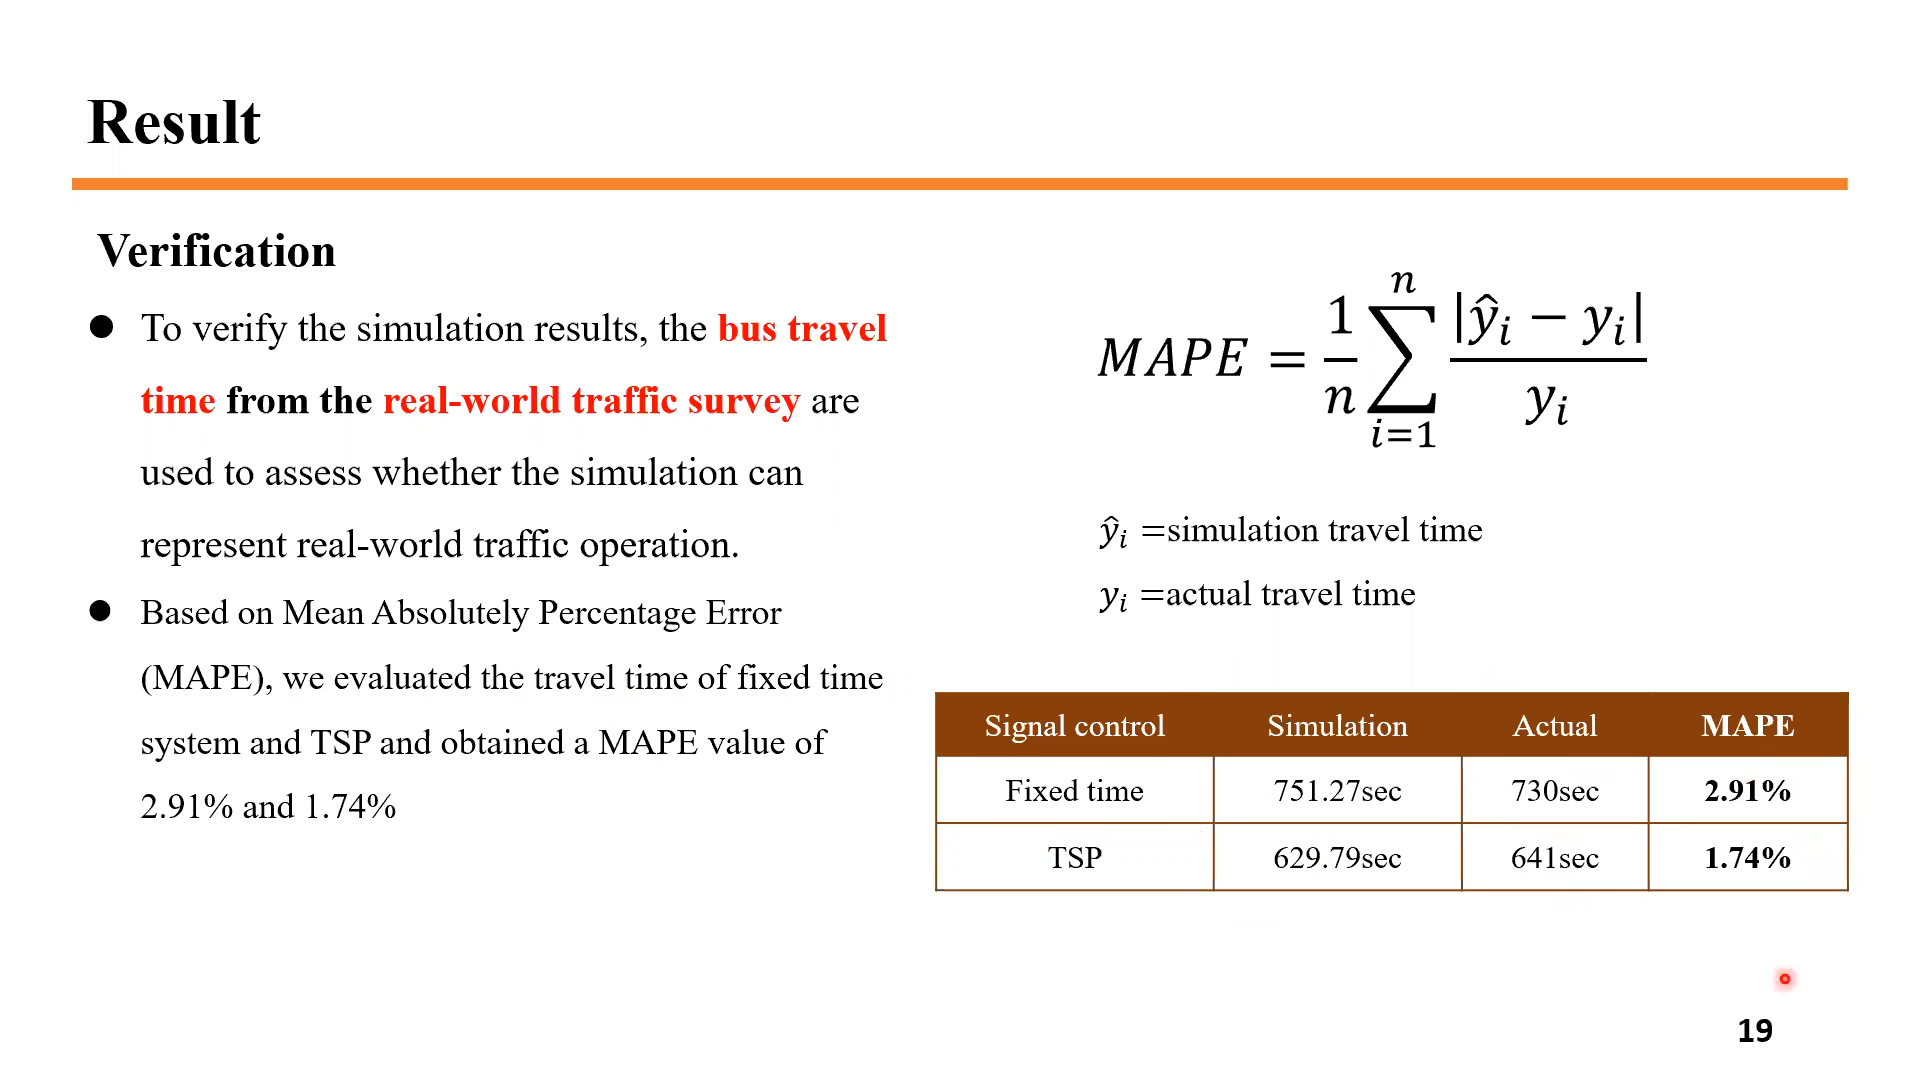 Result
Verification
● To verify the simulation results, the bus travel
time from the real-world traffic survey are
used to assess whether the simulation can
represent real-world traffic operation.
● Based on Mean Absolutely Percentage Error
(MAPE), we evaluated the travel time of fixed time
system and TSP and obtained a MAPE value of
2.91% and 1.74%
MAPE = \frac{1}{n} \sum_{i=1}^{n} \frac{|ŷ_i − y_i|}{y_i}
ŷ_i =simulation travel time
y_i =actual travel time
Signal control Simulation Actual MAPE
Fixed time 751.27sec 730sec 2.91%
TSP 629.79sec 641sec 1.74%
19